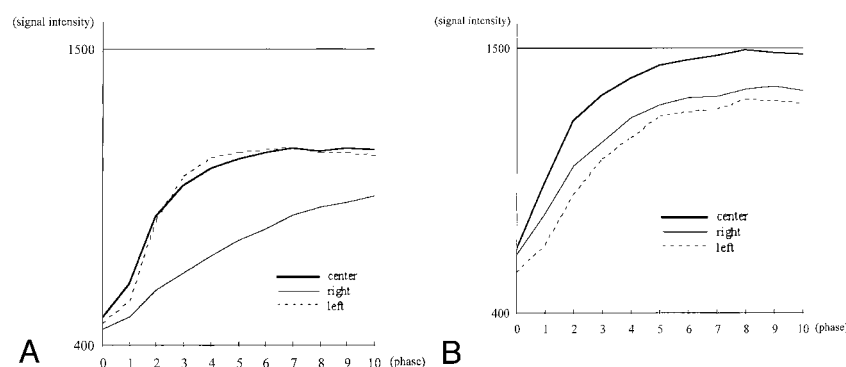 (signal intensity)
1500
center
right
left
400
0 1 2 3 4 5 6 7 8 9 10 (phase)
A
(signal intensity)
1500
center
right
left
400
0 1 2 3 4 5 6 7 8 9 10 (phase)
B